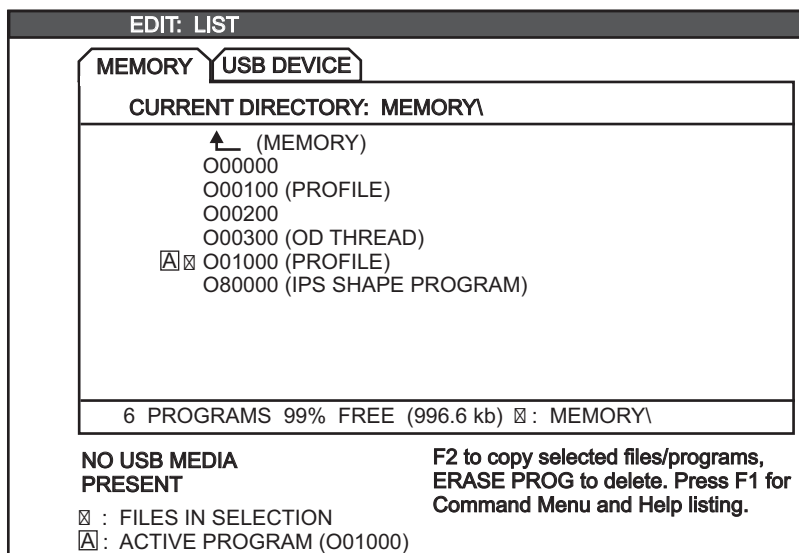 EDIT: LIST
MEMORY USB DEVICE
CURRENT DIRECTORY: MEMORY\
(MEMORY)
O00000
O00100 (PROFILE)
O00200
O00300 (OD THREAD)
A ☒ O01000 (PROFILE)
O80000 (IPS SHAPE PROGRAM)
6 PROGRAMS 99% FREE (996.6 kb) ☒ : MEMORY\
NO USB MEDIA
PRESENT
☒ : FILES IN SELECTION
A : ACTIVE PROGRAM (O01000)
F2 to copy selected files/programs,
ERASE PROG to delete. Press F1 for
Command Menu and Help listing.